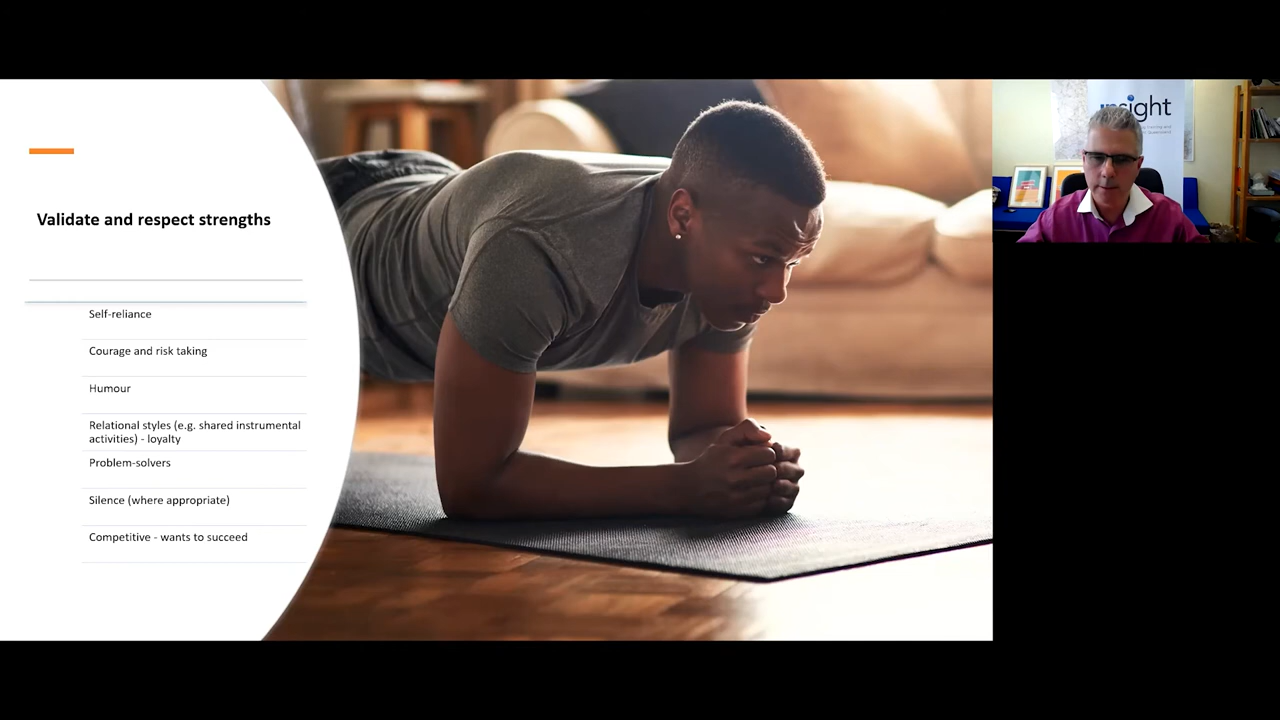 Validate and respect strengths
Self-reliance
Courage and risk taking
Humour
Relational styles (e.g. shared instrumental
activities) - loyalty
Problem-solvers
Silence (where appropriate)
Competitive - wants to succeed
insight